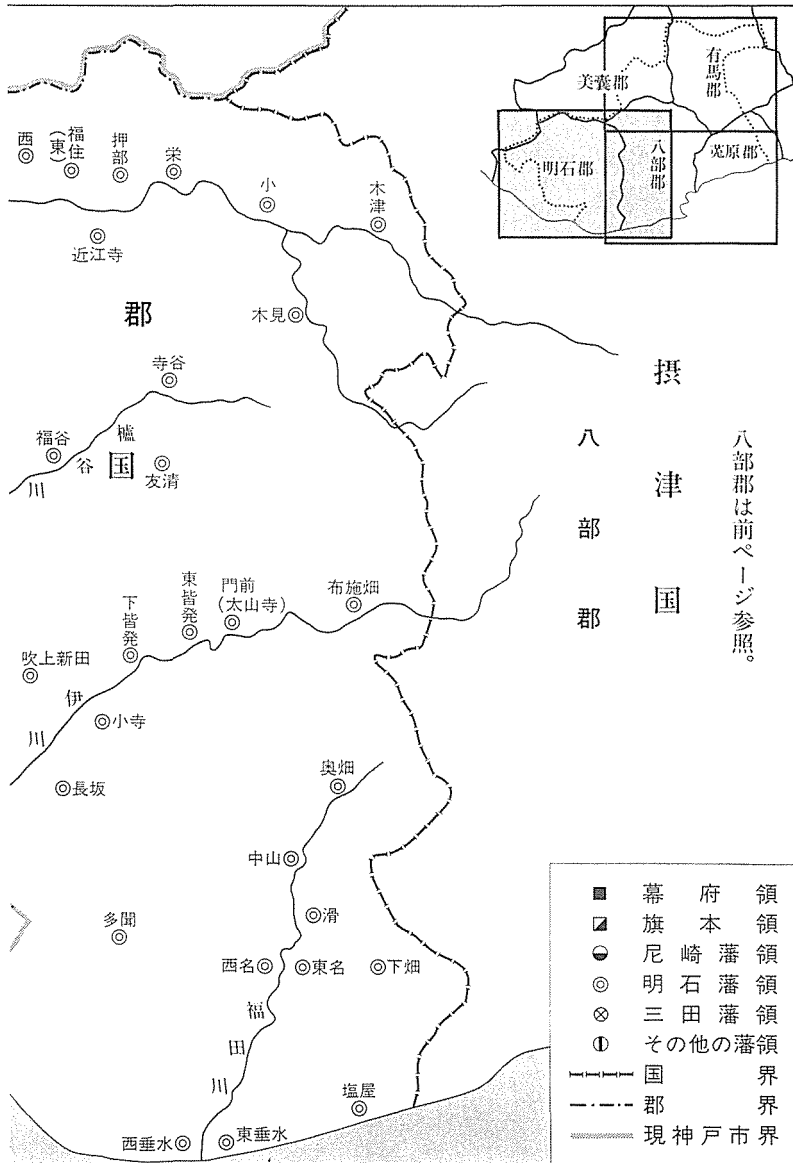 美嚢郡
有馬郡
明石郡
八部郡
菟原郡
西
福住
(東)
押部
栄
小
木津
近江寺
郡
木見
寺谷
福谷
櫨谷川
国
友清
摂津国
八部郡
八部郡は前ページ参照。
布施畑
門前
(太山寺)
東皆発
下皆発
吹上新田
伊川
小寺
長坂
奥畑
中山
滑
多聞
西名
東名
下畑
福田川
塩屋
西垂水
東垂水
幕府領
旗本領
尼崎藩領
明石藩領
三田藩領
その他の藩領
国界
郡界
現神戸市界